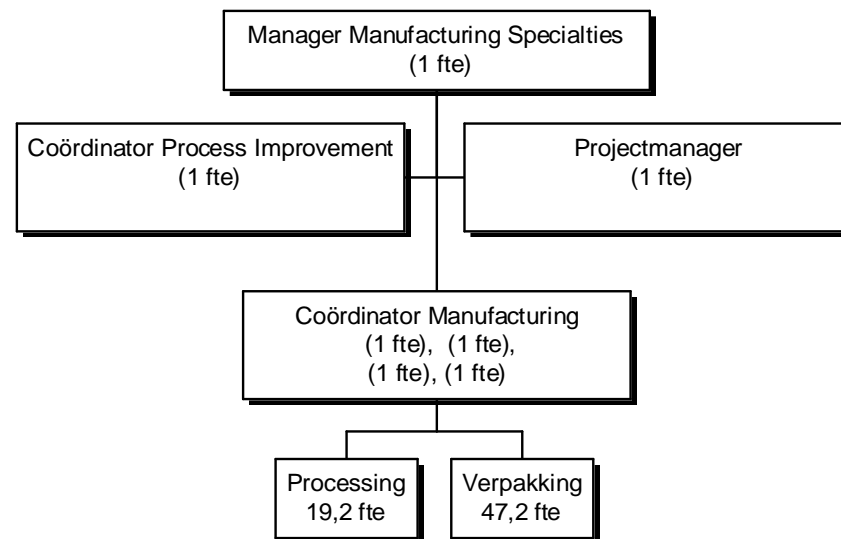 Manager Manufacturing Specialties
(1 fte)
Coördinator Process Improvement
(1 fte)
Projectmanager
(1 fte)
Coördinator Manufacturing
(1 fte), (1 fte),
(1 fte), (1 fte)
Processing
19,2 fte
Verpakking
47,2 fte